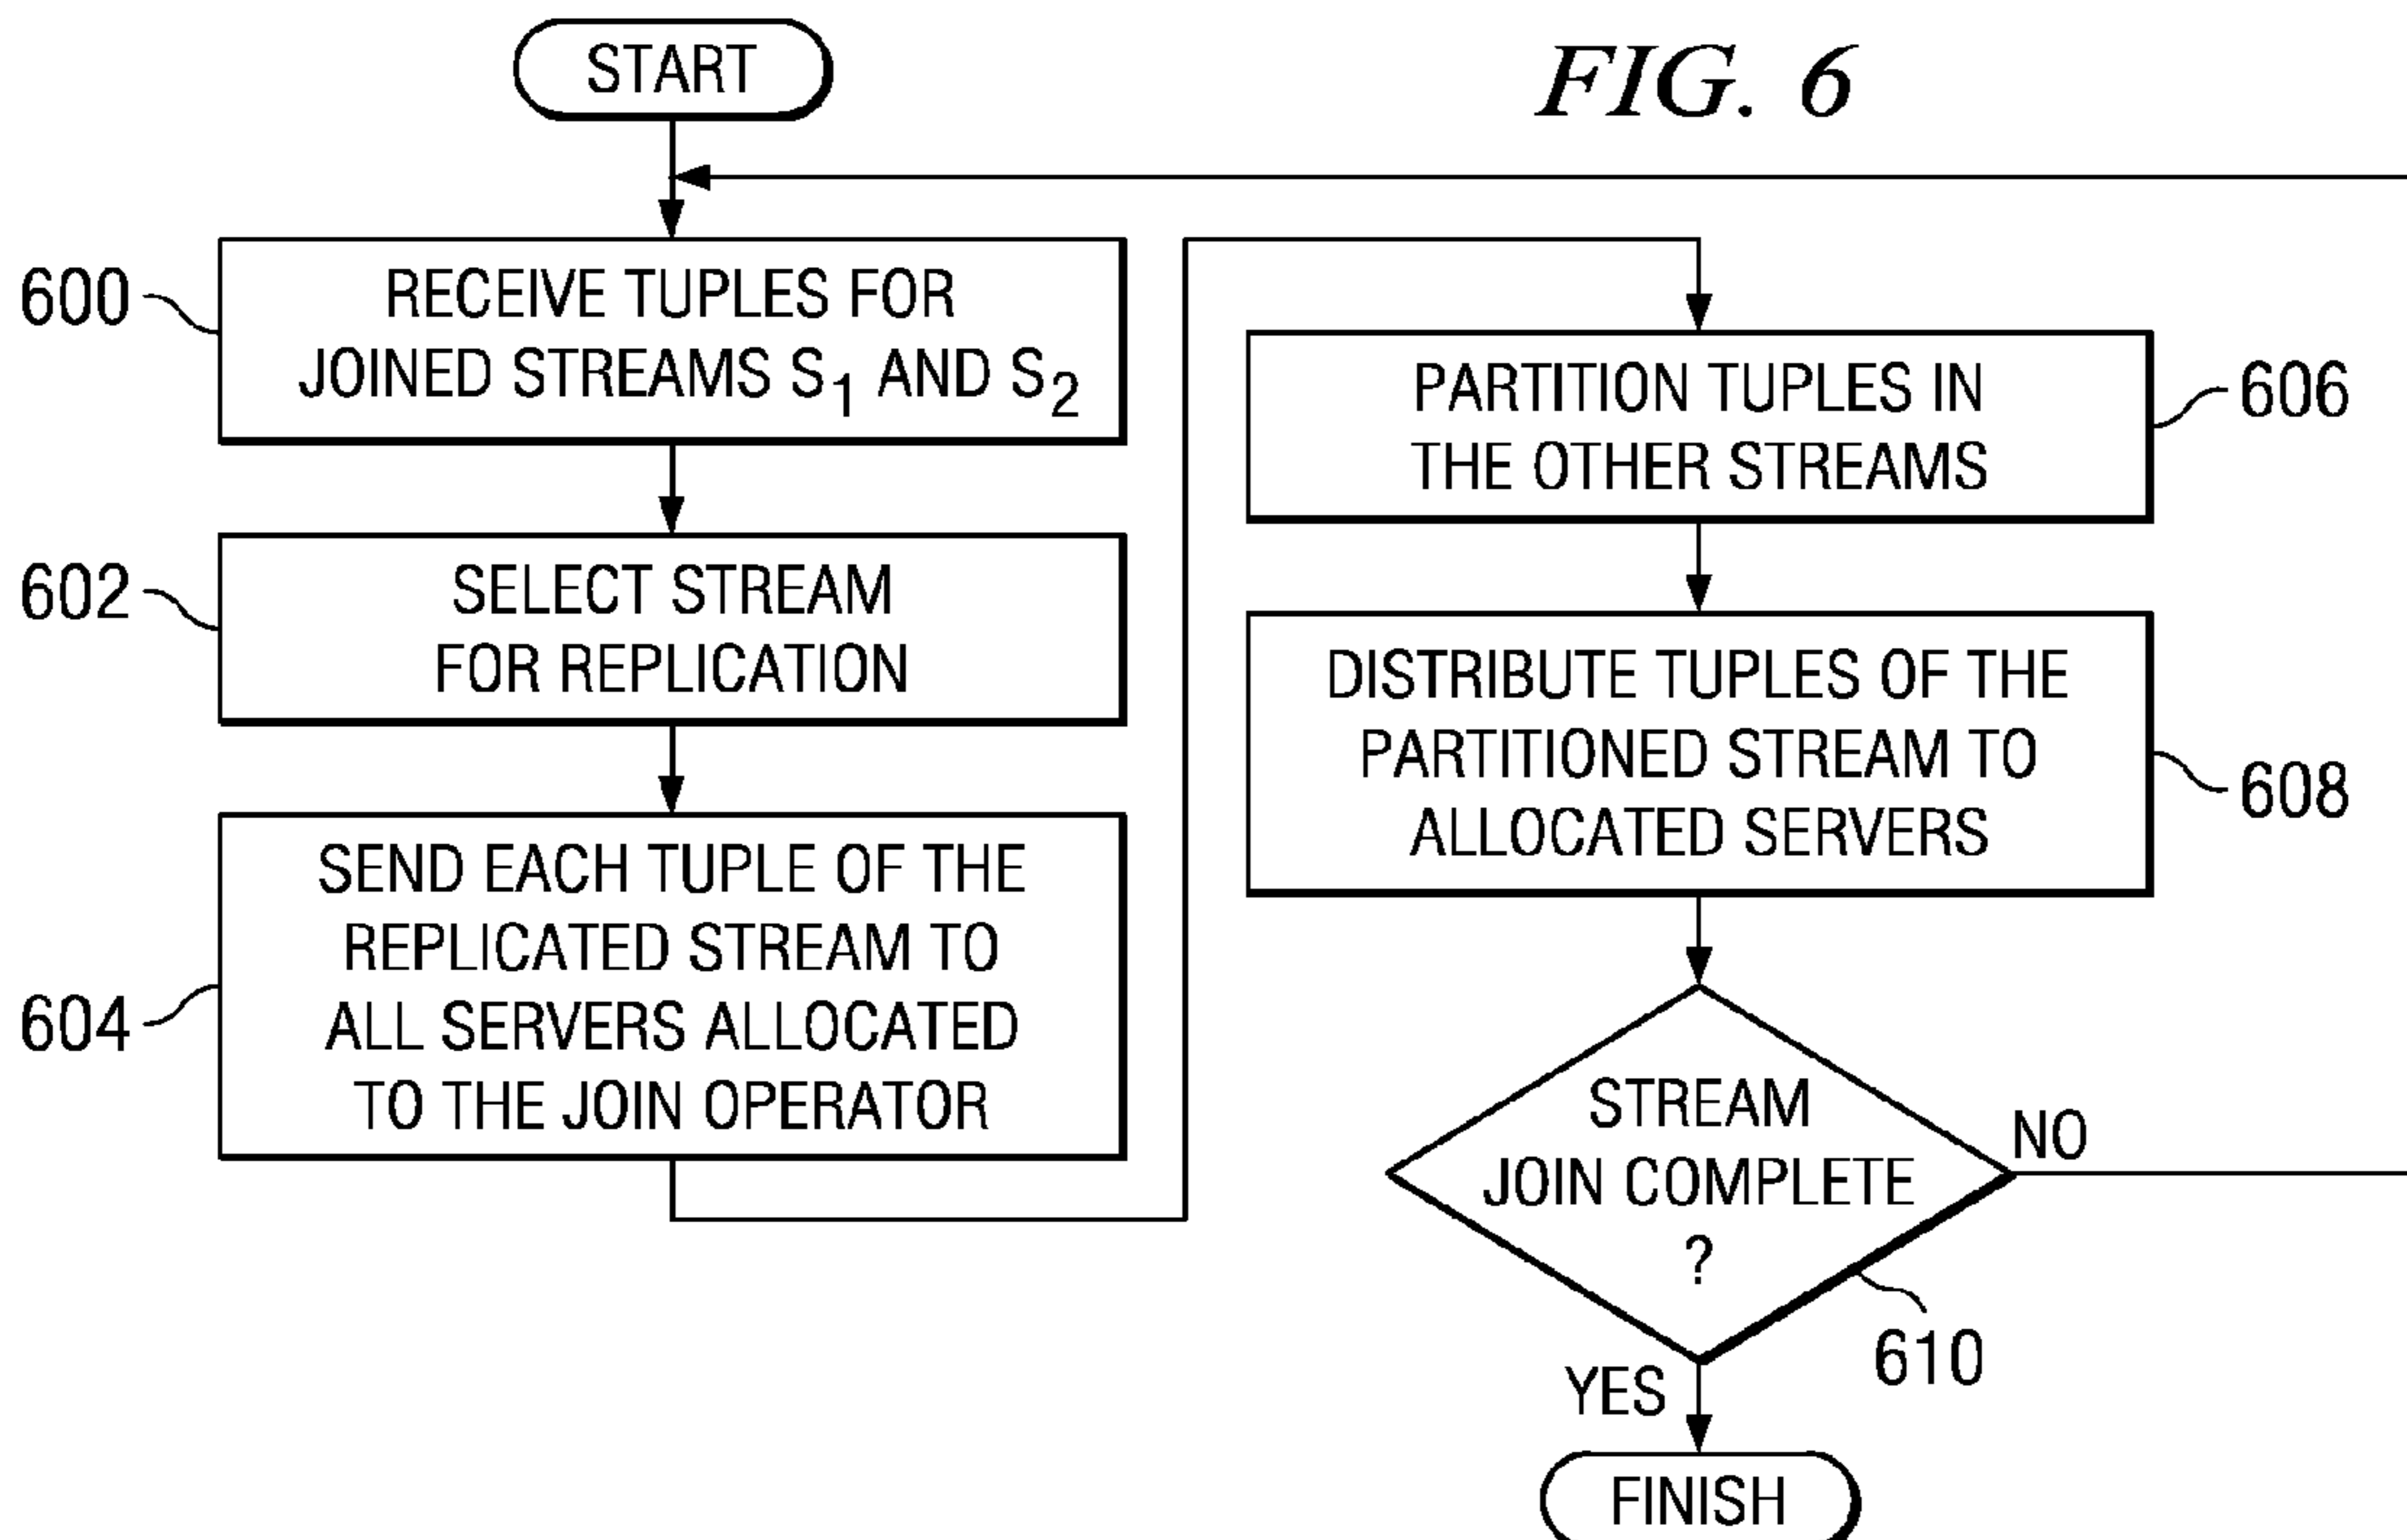 FIG. 6
START
600
RECEIVE TUPLES FOR
JOINED STREAMS S1 AND S2
602
SELECT STREAM
FOR REPLICATION
604
SEND EACH TUPLE OF THE
REPLICATED STREAM TO
ALL SERVERS ALLOCATED
TO THE JOIN OPERATOR
PARTITION TUPLES IN
THE OTHER STREAMS
606
DISTRIBUTE TUPLES OF THE
PARTITIONED STREAM TO
ALLOCATED SERVERS
608
STREAM
JOIN COMPLETE
?
NO
610
YES
FINISH